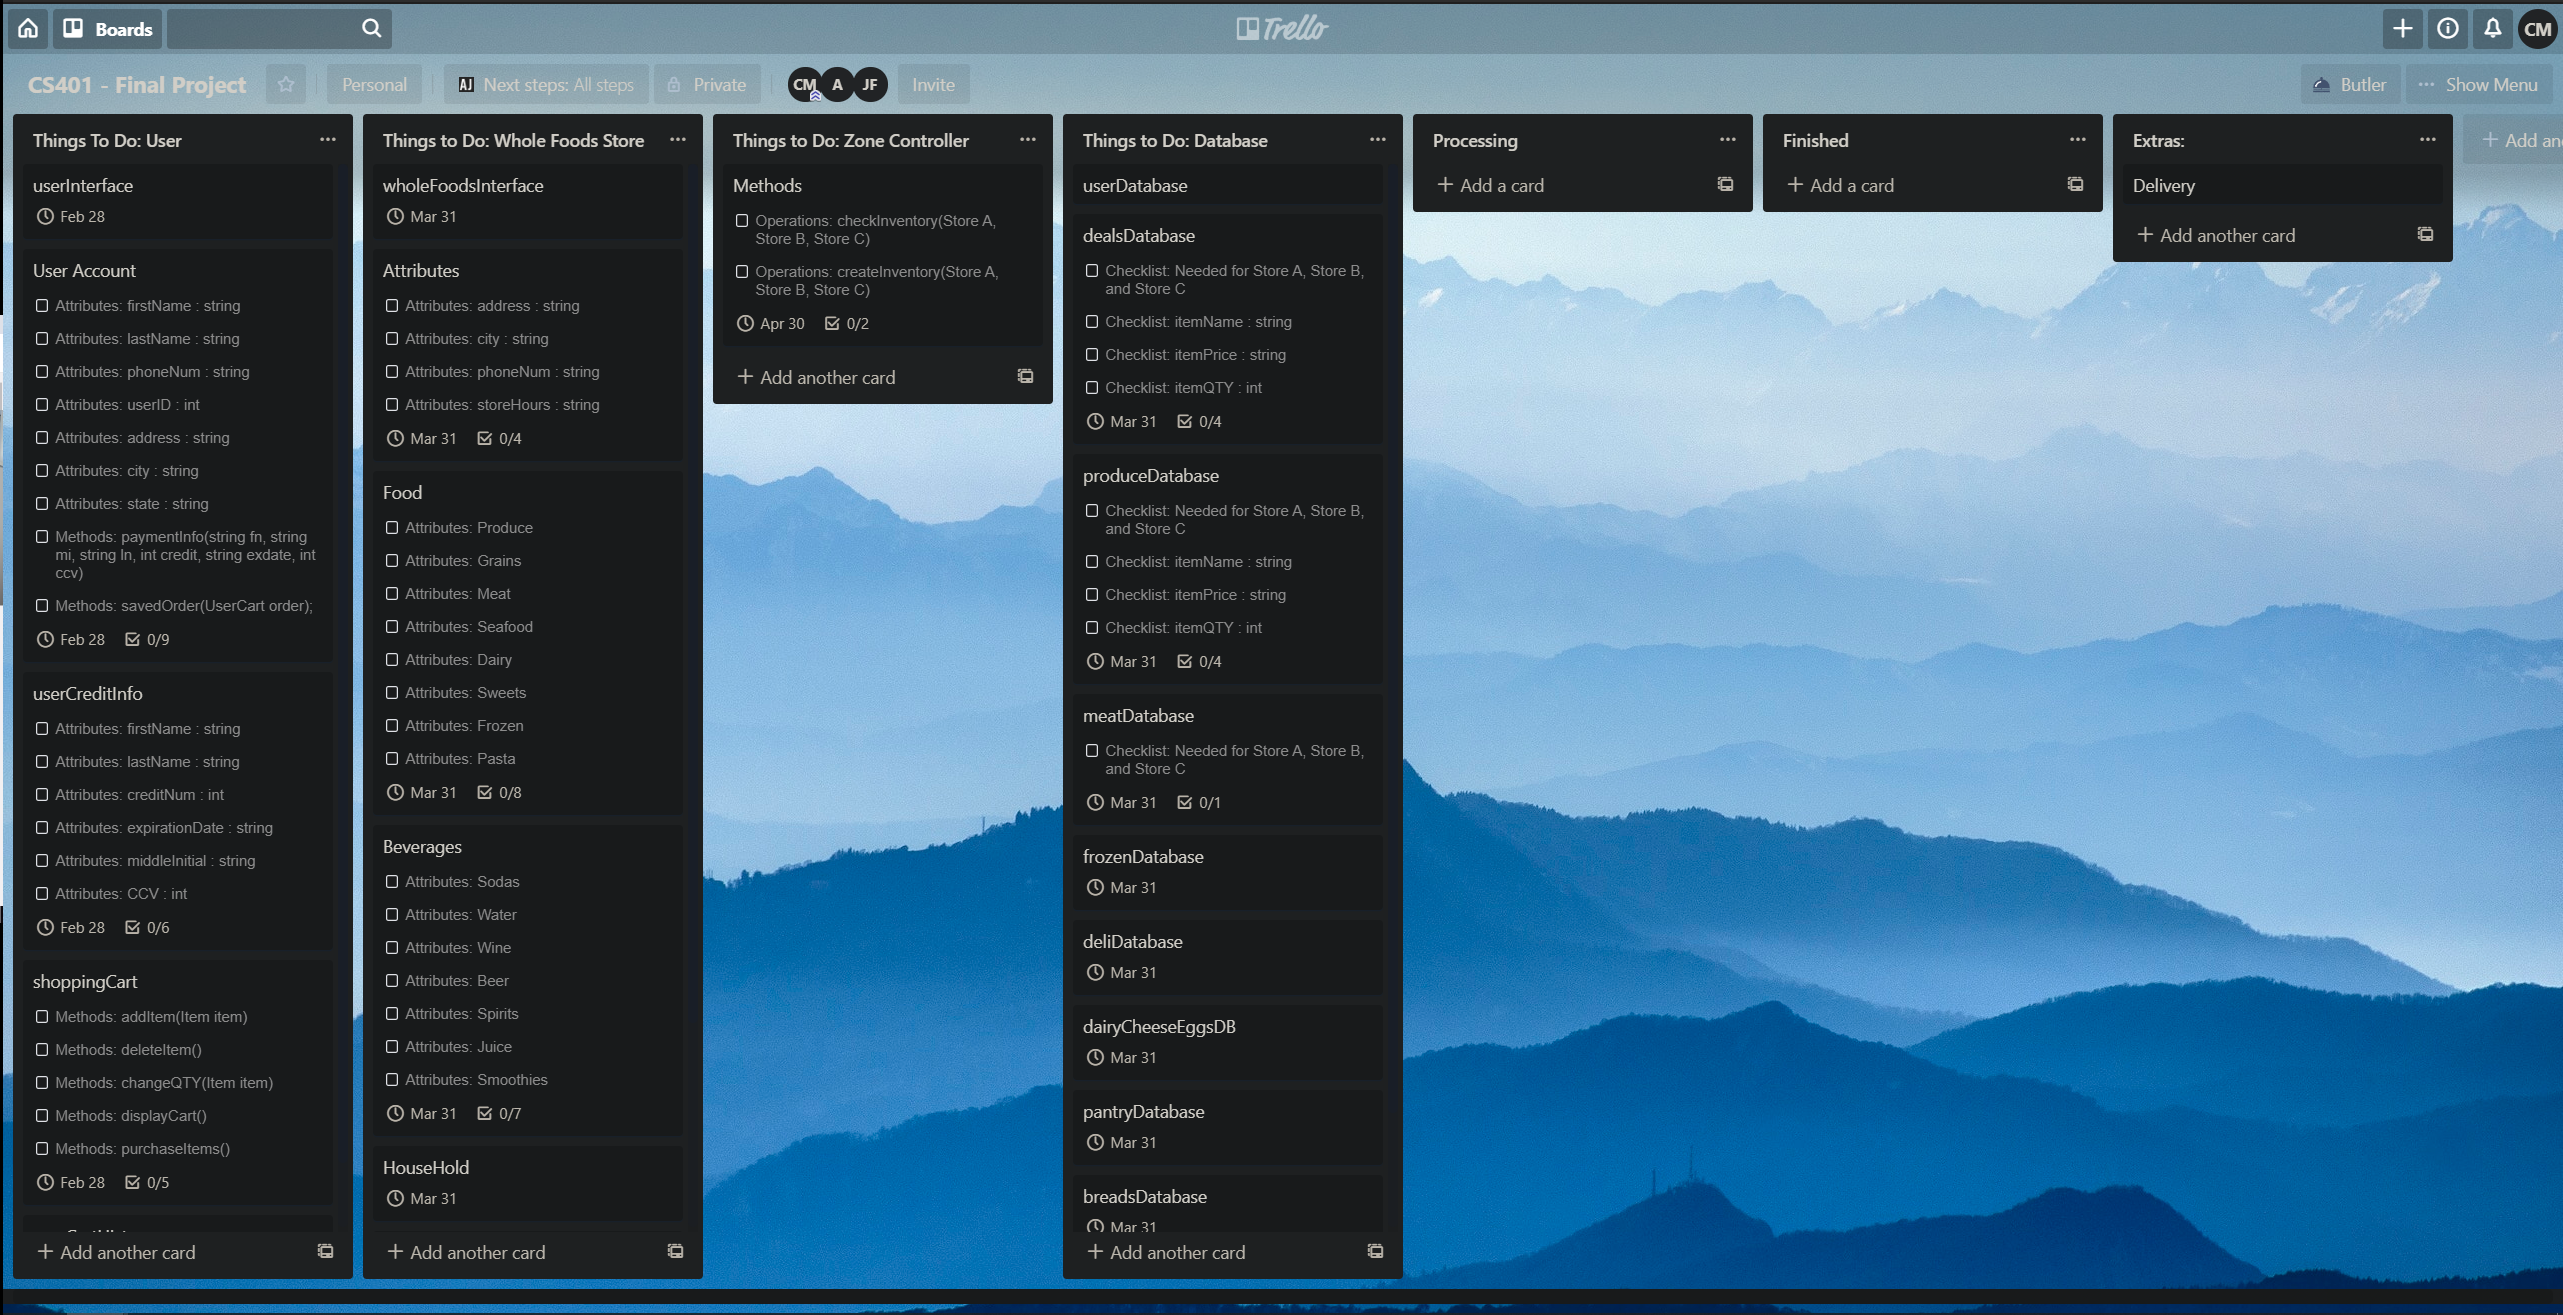 Boards
Trello
CM
CS401 - Final Project
Personal
AJ Next steps: All steps
Private
CM A JF
Invite
Butler
··· Show Menu
Things To Do: User
userInterface
Feb 28
User Account
Attributes: firstName : string
Attributes: lastName : string
Attributes: phoneNum : string
Attributes: userID : int
Attributes: address : string
Attributes: city : string
Attributes: state : string
Methods: paymentInfo(string fn, string
mi, string ln, int credit, string exdate, int
ccv)
Methods: savedOrder(UserCart order);
Feb 28 0/9
userCreditInfo
Attributes: firstName : string
Attributes: lastName : string
Attributes: creditNum : int
Attributes: expirationDate : string
Attributes: middleInitial : string
Attributes: CCV : int
Feb 28 0/6
shoppingCart
Methods: addItem(Item item)
Methods: deleteItem()
Methods: changeQTY(Item item)
Methods: displayCart()
Methods: purchaseItems()
Feb 28 0/5
+ Add another card
Things to Do: Whole Foods Store
wholeFoodsInterface
Mar 31
Attributes
Attributes: address : string
Attributes: city : string
Attributes: phoneNum : string
Attributes: storeHours : string
Mar 31 0/4
Food
Attributes: Produce
Attributes: Grains
Attributes: Meat
Attributes: Seafood
Attributes: Dairy
Attributes: Sweets
Attributes: Frozen
Attributes: Pasta
Mar 31 0/8
Beverages
Attributes: Sodas
Attributes: Water
Attributes: Wine
Attributes: Beer
Attributes: Spirits
Attributes: Juice
Attributes: Smoothies
Mar 31 0/7
HouseHold
Mar 31
+ Add another card
Things to Do: Zone Controller
Methods
Operations: checkInventory(Store A,
Store B, Store C)
Operations: createInventory(Store A,
Store B, Store C)
Apr 30 0/2
+ Add another card
Things to Do: Database
userDatabase
dealsDatabase
Checklist: Needed for Store A, Store B,
and Store C
Checklist: itemName : string
Checklist: itemPrice : string
Checklist: itemQTY : int
Mar 31 0/4
produceDatabase
Checklist: Needed for Store A, Store B,
and Store C
Checklist: itemName : string
Checklist: itemPrice : string
Checklist: itemQTY : int
Mar 31 0/4
meatDatabase
Checklist: Needed for Store A, Store B,
and Store C
Mar 31 0/1
frozenDatabase
Mar 31
deliDatabase
Mar 31
dairyCheeseEggsDB
Mar 31
pantryDatabase
Mar 31
breadsDatabase
Mar 31
+ Add another card
Processing
+ Add a card
Finished
+ Add a card
Extras:
Delivery
+ Add another card
+ Add an